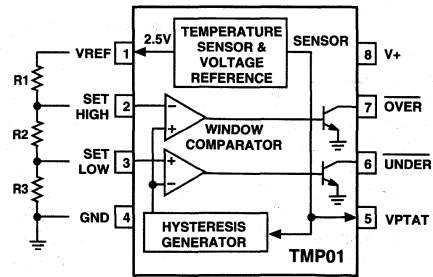 TEMPERATURE
SENSOR &
VOLTAGE
REFERENCE
2.5V
SENSOR
VREF
1
8
V+
R1
SET
HIGH
2
7
OVER
WINDOW
COMPARATOR
R2
SET
LOW
3
6
UNDER
R3
GND
4
5
VPTAT
HYSTERESIS
GENERATOR
TMP01
−
+
+
−